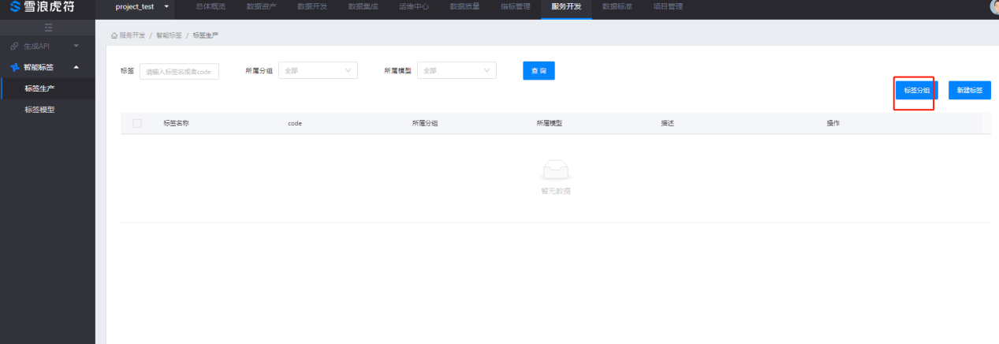 雪浪虎符 project_test 总体概览 数据资产 数据开发 数据集成 运维中心 数据质量 指标管理 服务开发 数据标准 项目管理
服务开发 / 智能标签 / 标签生产
生成API
智能标签
标签生产
标签模型
标签 请输入标签名或者code 所属分组 全部 所属模型 全部 查询
标签分组 新建标签
标签名称 code 所属分组 所属模型 描述 操作
暂无数据